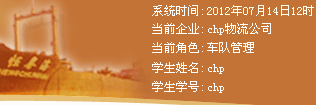 系统时间:2012年07月14日12时
当前企业:chp物流公司
当前角色:车队管理
学生姓名:chp
学生学号:chp